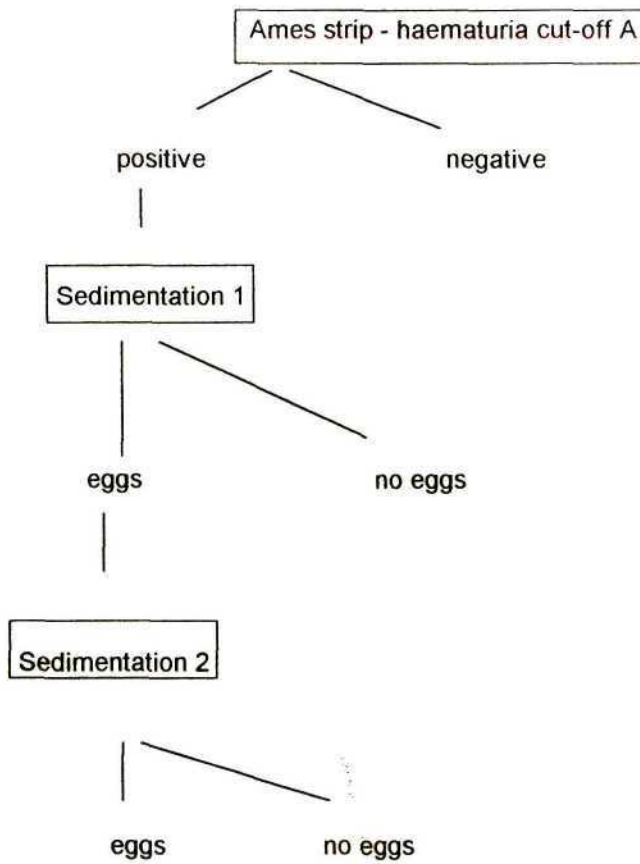 Ames strip - haematuria cut-off A
positive negative
Sedimentation 1
eggs no eggs
Sedimentation 2
eggs no eggs